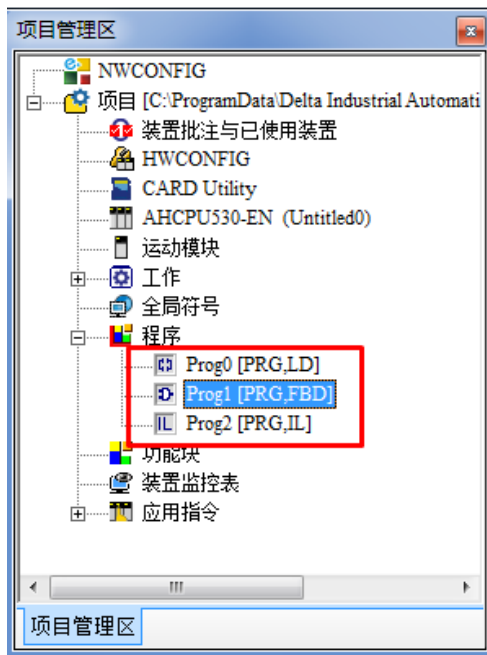 项目管理区
NWCONFIG
项目 [C:\ProgramData\Delta Industrial Automati
装置批注与已使用装置
HWCONFIG
CARD Utility
AHCPU530-EN (Untitled0)
运动模块
工作
全局符号
程序
Prog0 [PRG,LD]
Prog1 [PRG,FBD]
IL Prog2 [PRG,IL]
功能块
装置监控表
应用指令
项目管理区